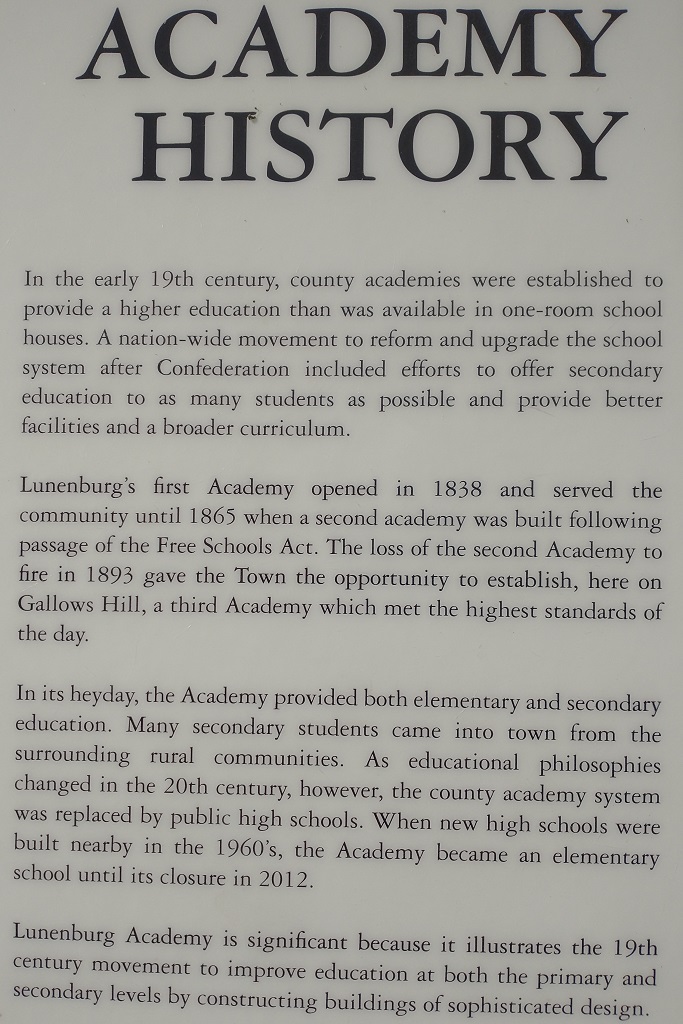 ACADEMY
HISTORY
In the early 19th century, county academies were established to
provide a higher education than was available in one-room school
houses. A nation-wide movement to reform and upgrade the school
system after Confederation included efforts to offer secondary
education to as many students as possible and provide better
facilities and a broader curriculum.
Lunenburg's first Academy opened in 1838 and served the
community until 1865 when a second academy was built following
passage of the Free Schools Act. The loss of the second Academy to
fire in 1893 gave the Town the opportunity to establish, here on
Gallows Hill, a third Academy which met the highest standards of
the day.
In its heyday, the Academy provided both elementary and secondary
education. Many secondary students came into town from the
surrounding rural communities. As educational philosophies
changed in the 20th century, however, the county academy system
was replaced by public high schools. When new high schools were
built nearby in the 1960's, the Academy became an elementary
school until its closure in 2012.
Lunenburg Academy is significant because it illustrates the 19th
century movement to improve education at both the primary and
secondary levels by constructing buildings of sophisticated design.